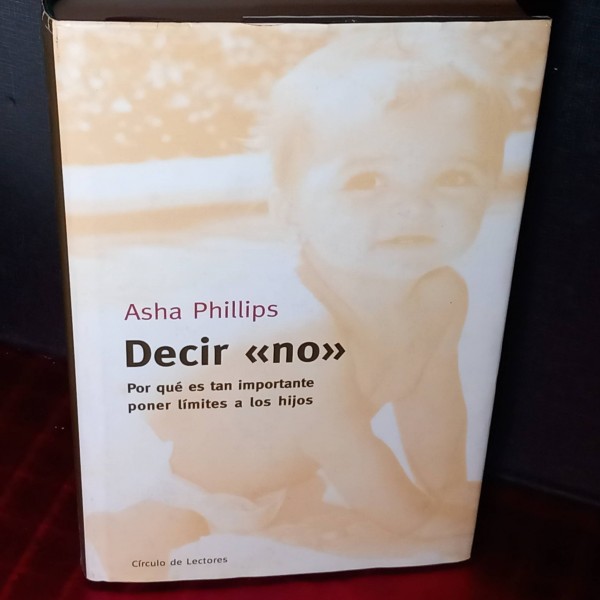 Asha Phillips
Decir «no»
Por qué es tan importante
poner límites a los hijos
Círculo de Lectores